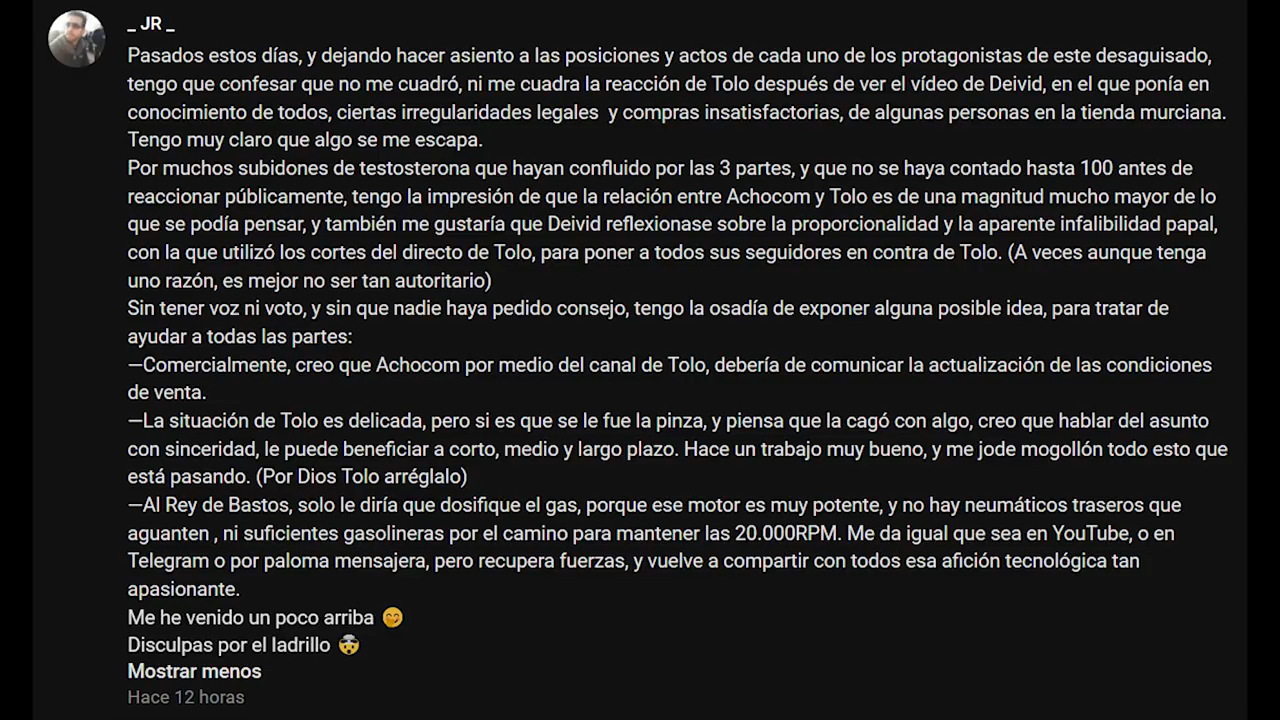 _ JR _
Pasados estos días, y dejando hacer asiento a las posiciones y actos de cada uno de los protagonistas de este desaguisado,
tengo que confesar que no me cuadró, ni me cuadra la reacción de Tolo después de ver el vídeo de Deivid, en el que ponía en
conocimiento de todos, ciertas irregularidades legales  y compras insatisfactorias, de algunas personas en la tienda murciana.
Tengo muy claro que algo se me escapa.
Por muchos subidones de testosterona que hayan confluido por las 3 partes, y que no se haya contado hasta 100 antes de
reaccionar públicamente, tengo la impresión de que la relación entre Achocom y Tolo es de una magnitud mucho mayor de lo
que se podía pensar, y también me gustaría que Deivid reflexionase sobre la proporcionalidad y la aparente infalibilidad papal,
con la que utilizó los cortes del directo de Tolo, para poner a todos sus seguidores en contra de Tolo. (A veces aunque tenga
uno razón, es mejor no ser tan autoritario)
Sin tener voz ni voto, y sin que nadie haya pedido consejo, tengo la osadía de exponer alguna posible idea, para tratar de
ayudar a todas las partes:
—Comercialmente, creo que Achocom por medio del canal de Tolo, debería de comunicar la actualización de las condiciones
de venta.
—La situación de Tolo es delicada, pero si es que se le fue la pinza, y piensa que la cagó con algo, creo que hablar del asunto
con sinceridad, le puede beneficiar a corto, medio y largo plazo. Hace un trabajo muy bueno, y me jode mogollón todo esto que
está pasando. (Por Dios Tolo arréglalo)
—Al Rey de Bastos, solo le diría que dosifique el gas, porque ese motor es muy potente, y no hay neumáticos traseros que
aguanten , ni suficientes gasolineras por el camino para mantener las 20.000RPM. Me da igual que sea en YouTube, o en
Telegram o por paloma mensajera, pero recupera fuerzas, y vuelve a compartir con todos esa afición tecnológica tan
apasionante.
Me he venido un poco arriba 🤭
Disculpas por el ladrillo 🤯
Mostrar menos
Hace 12 horas